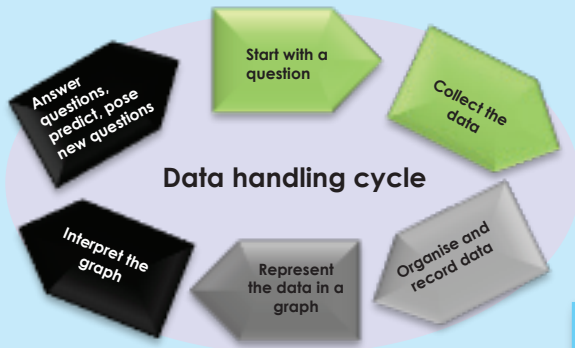 Data handling cycle
Start with a
question
Collect the
data
Organise and
record data
Represent
the data in a
graph
Interpret the
graph
Answer
questions,
predict, pose
new questions